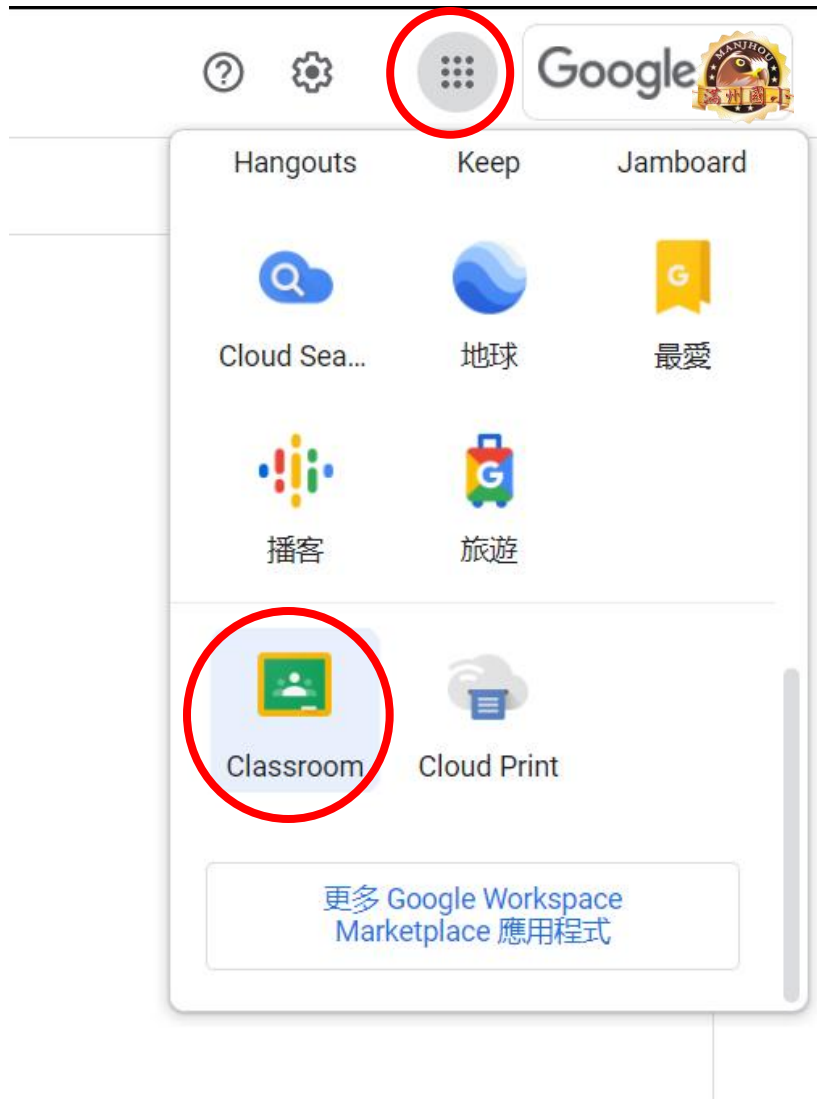 Google
MANJHOU
滿州國小
Hangouts Keep Jamboard
G
Cloud Sea... 地球 最愛
G
播客 旅遊
Classroom Cloud Print
更多 Google Workspace
Marketplace 應用程式